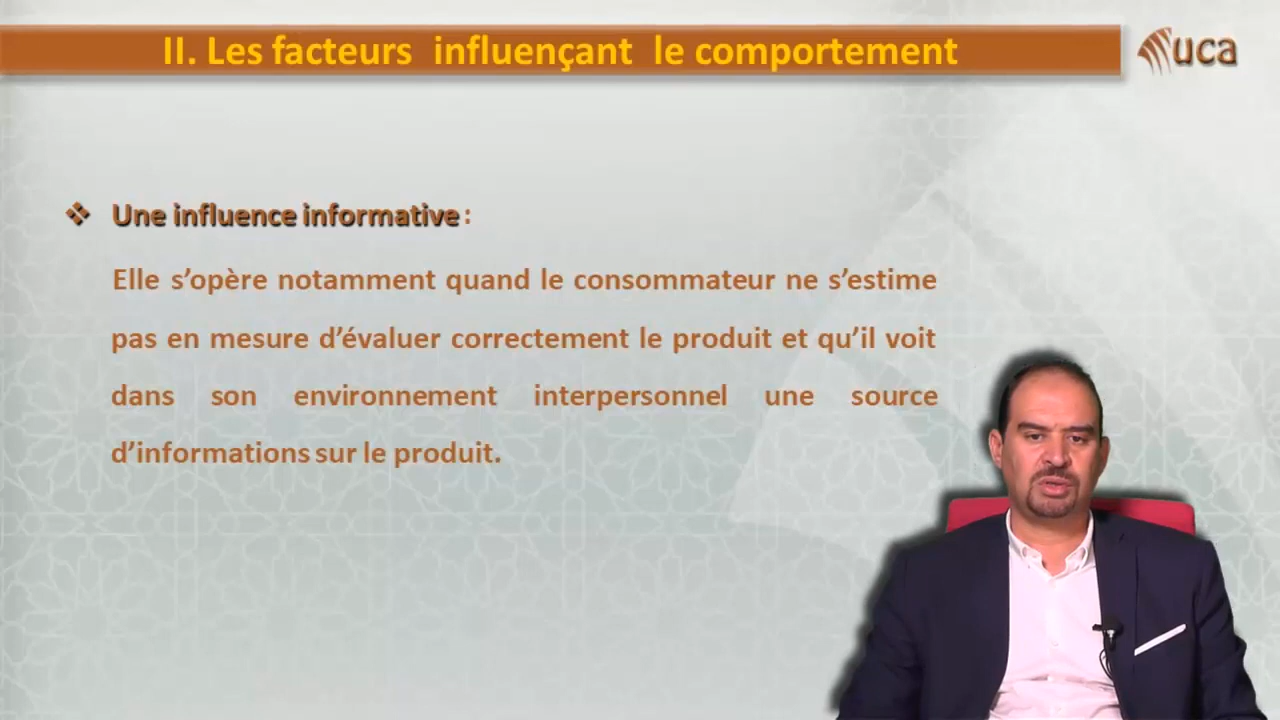 II. Les facteurs influençant le comportement
uca
❖ Une influence informative :
Elle s’opère notamment quand le consommateur ne s’estime
pas en mesure d’évaluer correctement le produit et qu’il voit
dans son environnement interpersonnel une source
d’informations sur le produit.